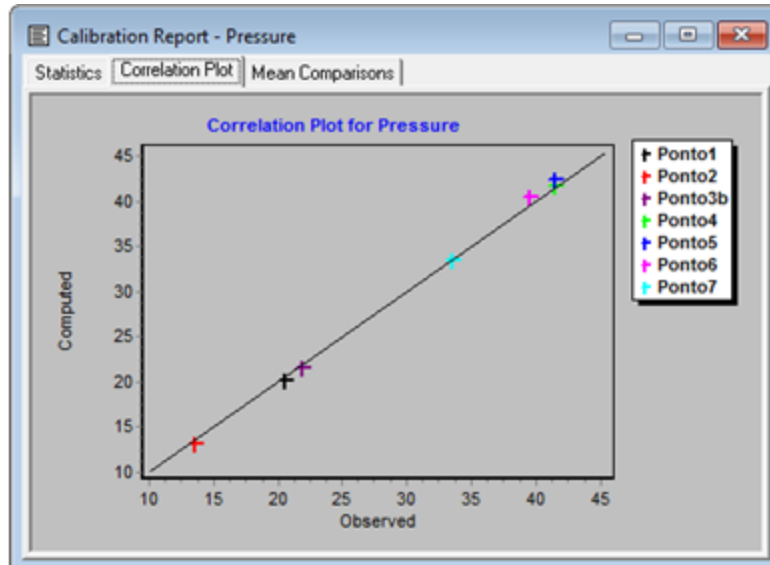 Calibration Report - Pressure
Statistics Correlation Plot Mean Comparisons
Correlation Plot for Pressure
45
40
35
30
25
20
15
10
Computed
10 15 20 25 30 35 40 45
Observed
Ponto1
Ponto2
Ponto3b
Ponto4
Ponto5
Ponto6
Ponto7